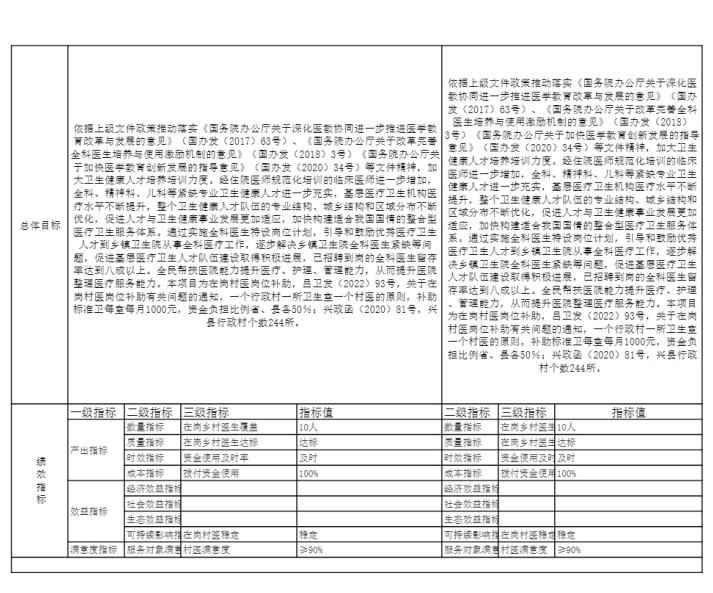 总体目标
依据上级文件政策推动落实《国务院办公厅关于深化医教协同进一步推进医学教
育改革与发展的意见》（国办发（2017）63号）、《国务院办公厅关于改革完善
全科医生培养与使用激励机制的意见》（国办发（2018）3号）《国务院办公厅关
于加快医学教育创新发展的指导意见》（国办发（2020）34号）等文件精神，加
大卫生健康人才培养培训力度。经住院医师规范化培训的临床医师进一步增加，
全科、精神科、儿科等紧缺专业卫生健康人才进一步充实，基层医疗卫生机构医
疗水平不断提升，整个卫生健康人才队伍的专业结构、城乡结构和区域分布不断
优化，促进人才与卫生健康事业发展更加适应，加快构建适合我国国情的整合型
医疗卫生服务体系。通过实施全科医生特设岗位计划，引导和鼓励优秀医疗卫生
人才到乡镇卫生院从事全科医疗工作，逐步解决乡镇卫生院全科医生紧缺等问
题，促进基层医疗卫生人才队伍建设取得积极进展，已招聘到岗的全科医生留存
率达到八成以上。全民帮扶医院能力提升医疗、护理、管理能力，从而提升医院
整理医疗服务能力。本项目为在岗村医岗位补助，吕卫发（2022）93号，关于在
岗村医岗位补助有关问题的通知，一个行政村一所卫生室一个村医的原则，补助
标准卫每室每月1000元，资金负担比例省、县各50%；兴政函（2020）81号，兴
县行政村个数244所。
依据上级文件政策推动落实《国务院办公厅关于深化医
教协同进一步推进医学教育改革与发展的意见》（国办
发（2017）63号）、《国务院办公厅关于改革完善全科
医生培养与使用激励机制的意见》（国办发（2018）
3号）《国务院办公厅关于加快医学教育创新发展的指导
意见》（国办发（2020）34号）等文件精神，加大卫生
健康人才培养培训力度。经住院医师规范化培训的临床
医师进一步增加，全科、精神科、儿科等紧缺专业卫生
健康人才进一步充实，基层医疗卫生机构医疗水平不断
提升，整个卫生健康人才队伍的专业结构、城乡结构和
区域分布不断优化，促进人才与卫生健康事业发展更加
适应，加快构建适合我国国情的整合型医疗卫生服务体
系。通过实施全科医生特设岗位计划，引导和鼓励优秀
医疗卫生人才到乡镇卫生院从事全科医疗工作，逐步解
决乡镇卫生院全科医生紧缺等问题，促进基层医疗卫生
人才队伍建设取得积极进展，已招聘到岗的全科医生留
存率达到八成以上。全民帮扶医院能力提升医疗、护理
、管理能力，从而提升医院整理医疗服务能力。本项目
为在岗村医岗位补助，吕卫发（2022）93号，关于在岗
村医岗位补助有关问题的通知，一个行政村一所卫生室
一个村医的原则，补助标准卫每室每月1000元，资金负
担比例省、县各50%；兴政函（2020）81号，兴县行政
村个数244所。
绩效指标
一级指标 二级指标 三级指标 指标值 二级指标 三级指标 指标值
产出指标 数量指标 在岗乡村医生覆盖 10人 数量指标 在岗乡村医生 10人
质量指标 在岗乡村医生达标 达标 质量指标 在岗乡村医生 达标
时效指标 资金使用及时率 及时 时效指标 资金使用及时 及时
成本指标 拨付资金使用 100% 成本指标 拨付资金使用 100%
效益指标 经济效益指标 经济效益指标
社会效益指标 社会效益指标
生态效益指标 生态效益指标
可持续影响指 在岗村医稳定 稳定 可持续影响指 在岗村医稳定 稳定
满意度指标 服务对象满意 村医满意度 ≥90% 服务对象满意 村医满意度 ≥90%